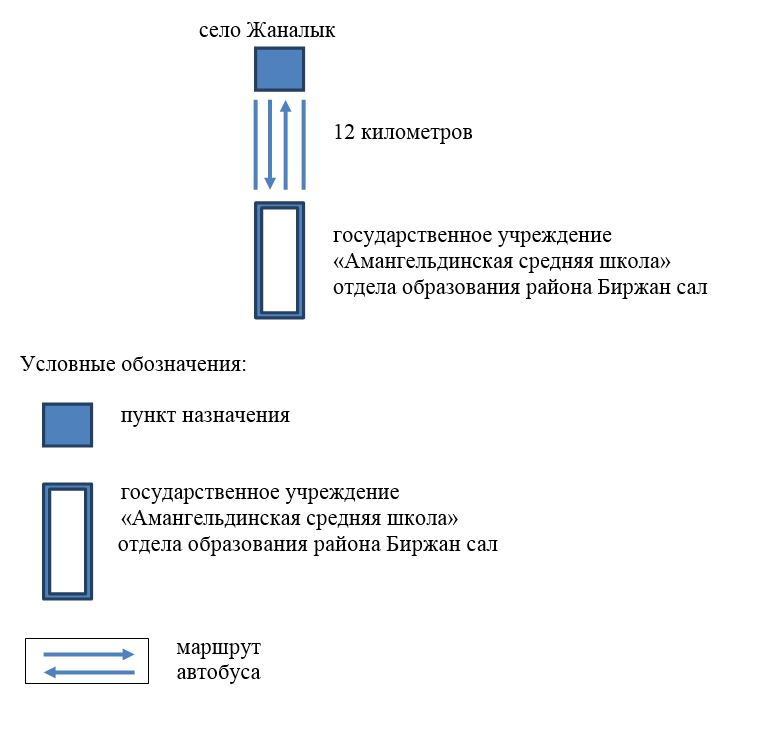 село Жаналык
12 километров
государственное учреждение
«Амангельдинская средняя школа»
отдела образования района Биржан сал
Условные обозначения:
пункт назначения
государственное учреждение
«Амангельдинская средняя школа»
отдела образования района Биржан сал
маршрут
автобуса